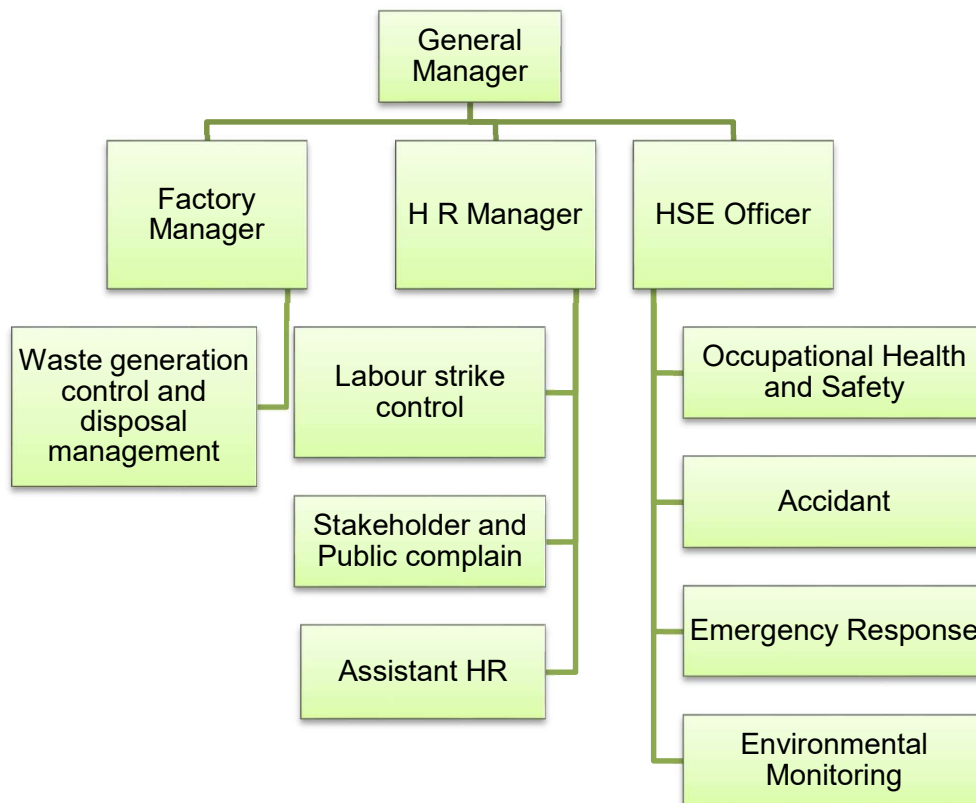 General
Manager
Factory
Manager
H R Manager
HSE Officer
Waste generation
control and
disposal
management
Labour strike
control
Stakeholder and
Public complain
Assistant HR
Occupational Health
and Safety
Accidant
Emergency Response
Environmental
Monitoring